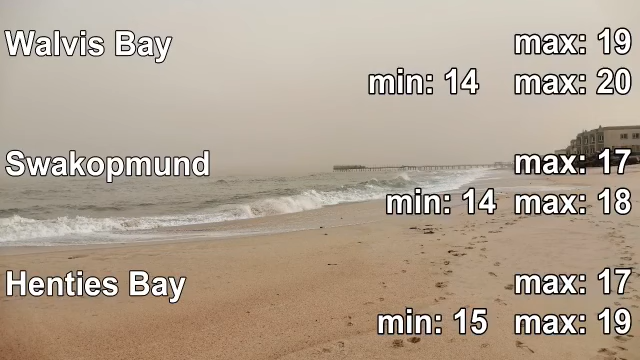 Walvis Bay max: 19
min: 14 max: 20
Swakopmund max: 17
min: 14 max: 18
Henties Bay max: 17
min: 15 max: 19